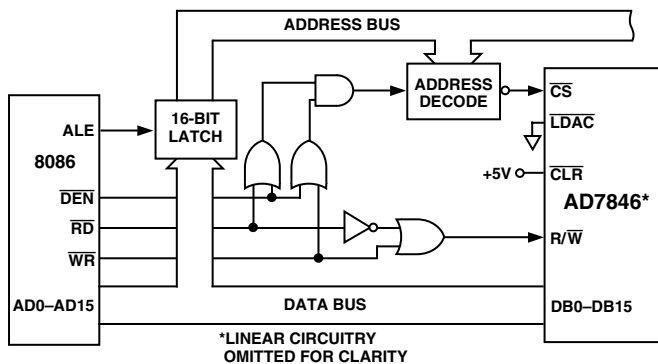 ADDRESS BUS
ALE
8086
DEN
RD
WR
AD0–AD15
16-BIT
LATCH
ADDRESS
DECODE
CS
LDAC
+5V
CLR
AD7846*
R/W
DB0–DB15
DATA BUS
*LINEAR CIRCUITRY
OMITTED FOR CLARITY